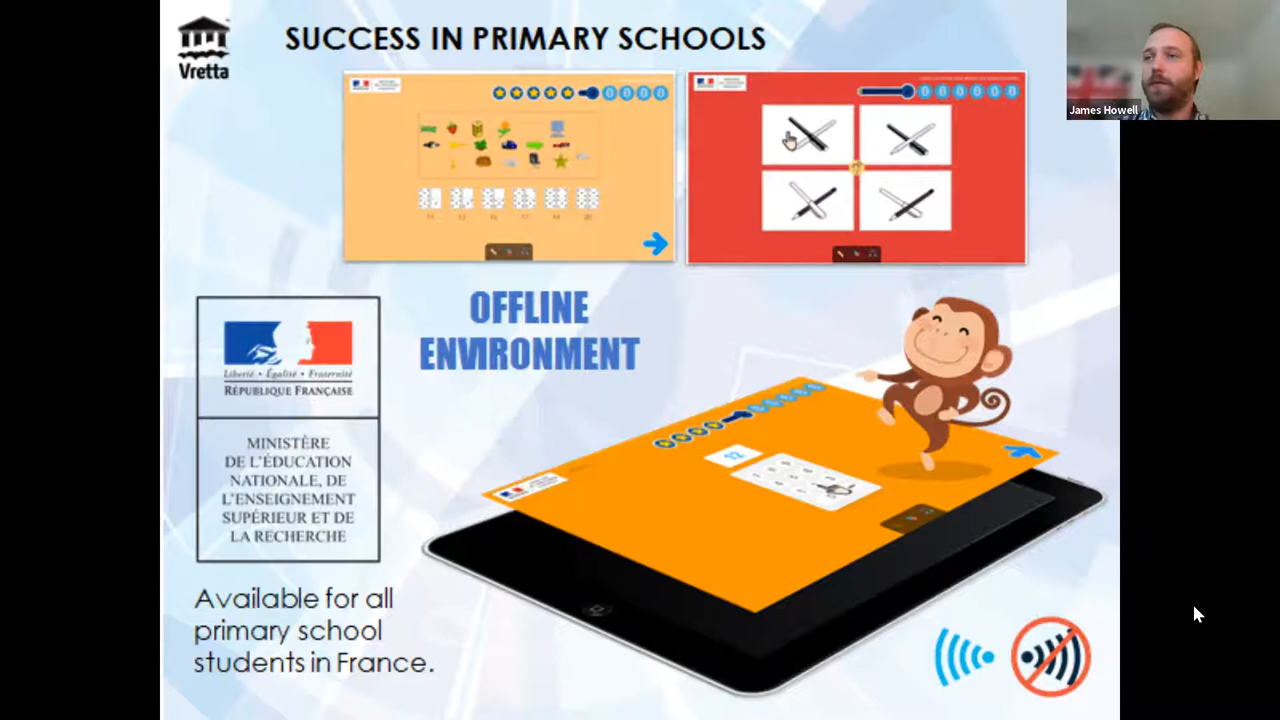 Vretta
SUCCESS IN PRIMARY SCHOOLS
James Howell
OFFLINE
ENVIRONMENT
Liberté • Égalité • Fraternité
RÉPUBLIQUE FRANÇAISE
MINISTÈRE
DE L'ÉDUCATION
NATIONALE, DE
L'ENSEIGNEMENT
SUPÉRIEUR ET DE
LA RECHERCHE
12
Available for all
primary school
students in France.